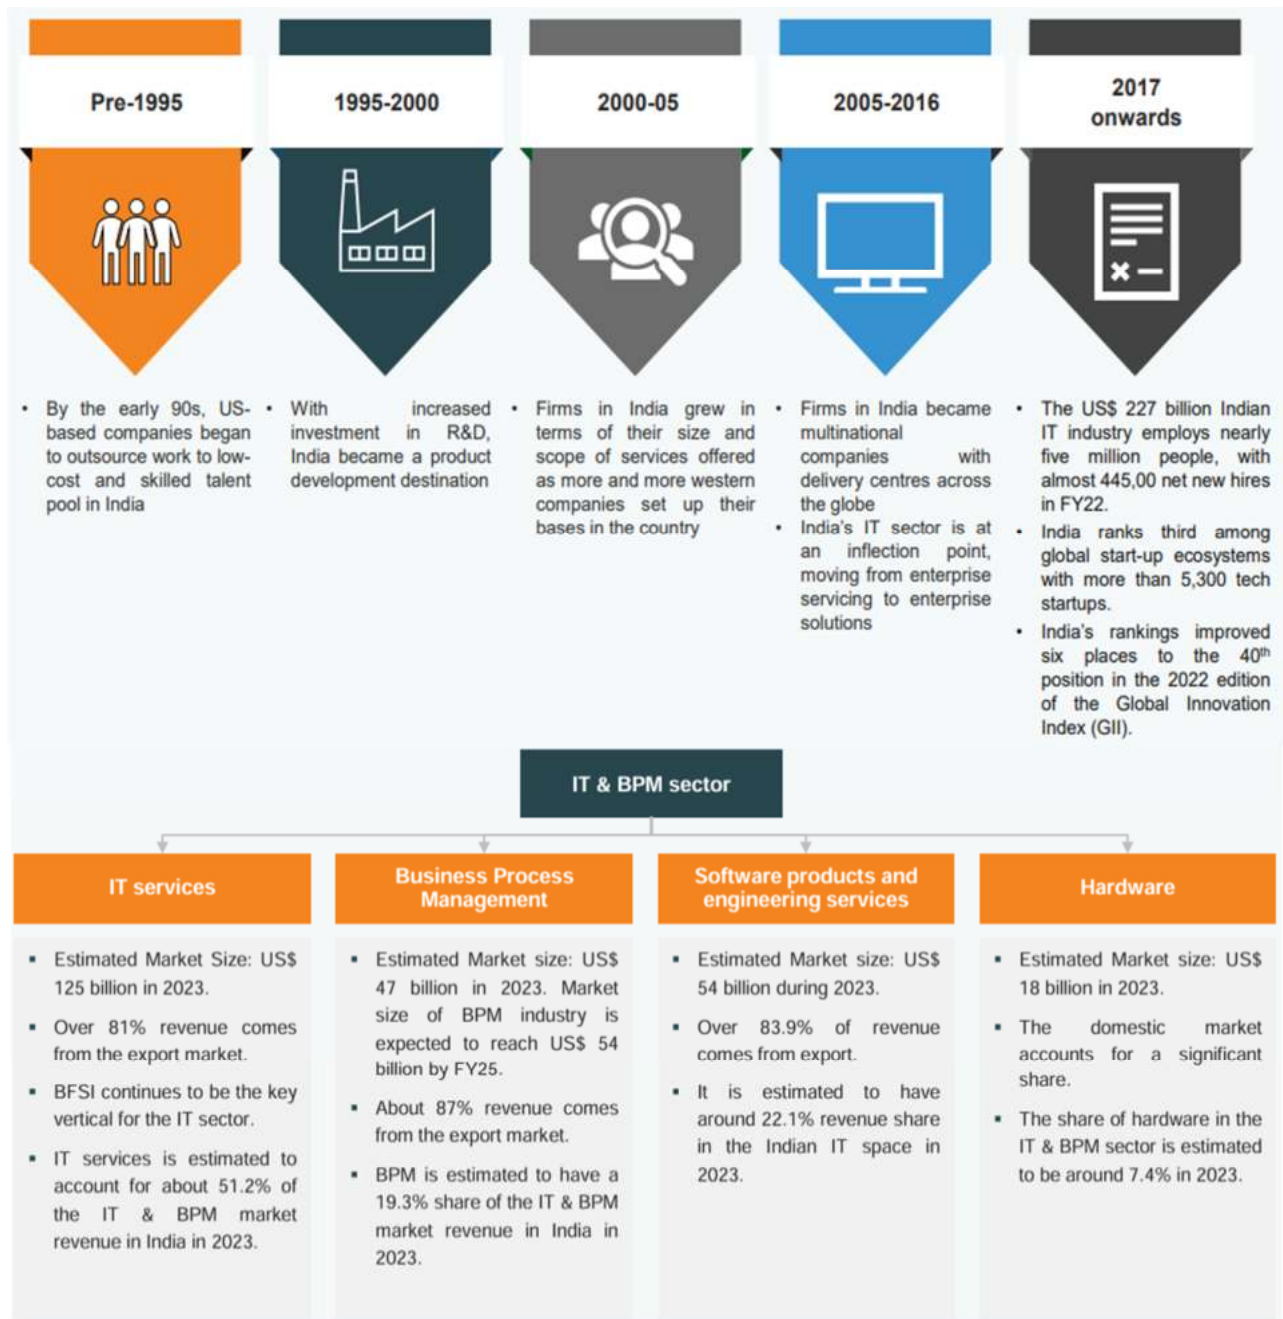 Pre-1995
1995-2000
2000-05
2005-2016
2017
onwards
• By the early 90s, US-
based companies began
to outsource work to low-
cost and skilled talent
pool in India
• With increased
investment in R&D,
India became a product
development destination
• Firms in India grew in
terms of their size and
scope of services offered
as more and more western
companies set up their
bases in the country
• Firms in India became
multinational
companies with
delivery centres across
the globe
• India's IT sector is at
an inflection point,
moving from enterprise
servicing to enterprise
solutions
• The US$ 227 billion Indian
IT industry employs nearly
five million people, with
almost 445,00 net new hires
in FY22.
• India ranks third among
global start-up ecosystems
with more than 5,300 tech
startups.
• India's rankings improved
six places to the 40th
position in the 2022 edition
of the Global Innovation
Index (GII).
IT & BPM sector
IT services
▪ Estimated Market Size: US$
125 billion in 2023.
▪ Over 81% revenue comes
from the export market.
▪ BFSI continues to be the key
vertical for the IT sector.
▪ IT services is estimated to
account for about 51.2% of
the IT & BPM market
revenue in India in 2023.
Business Process
Management
▪ Estimated Market size: US$
47 billion in 2023. Market
size of BPM industry is
expected to reach US$ 54
billion by FY25.
▪ About 87% revenue comes
from the export market.
▪ BPM is estimated to have a
19.3% share of the IT & BPM
market revenue in India in
2023.
Software products and
engineering services
▪ Estimated Market size: US$
54 billion during 2023.
▪ Over 83.9% of revenue
comes from export.
▪ It is estimated to have
around 22.1% revenue share
in the Indian IT space in
2023.
Hardware
▪ Estimated Market size: US$
18 billion in 2023.
▪ The domestic market
accounts for a significant
share.
▪ The share of hardware in the
IT & BPM sector is estimated
to be around 7.4% in 2023.